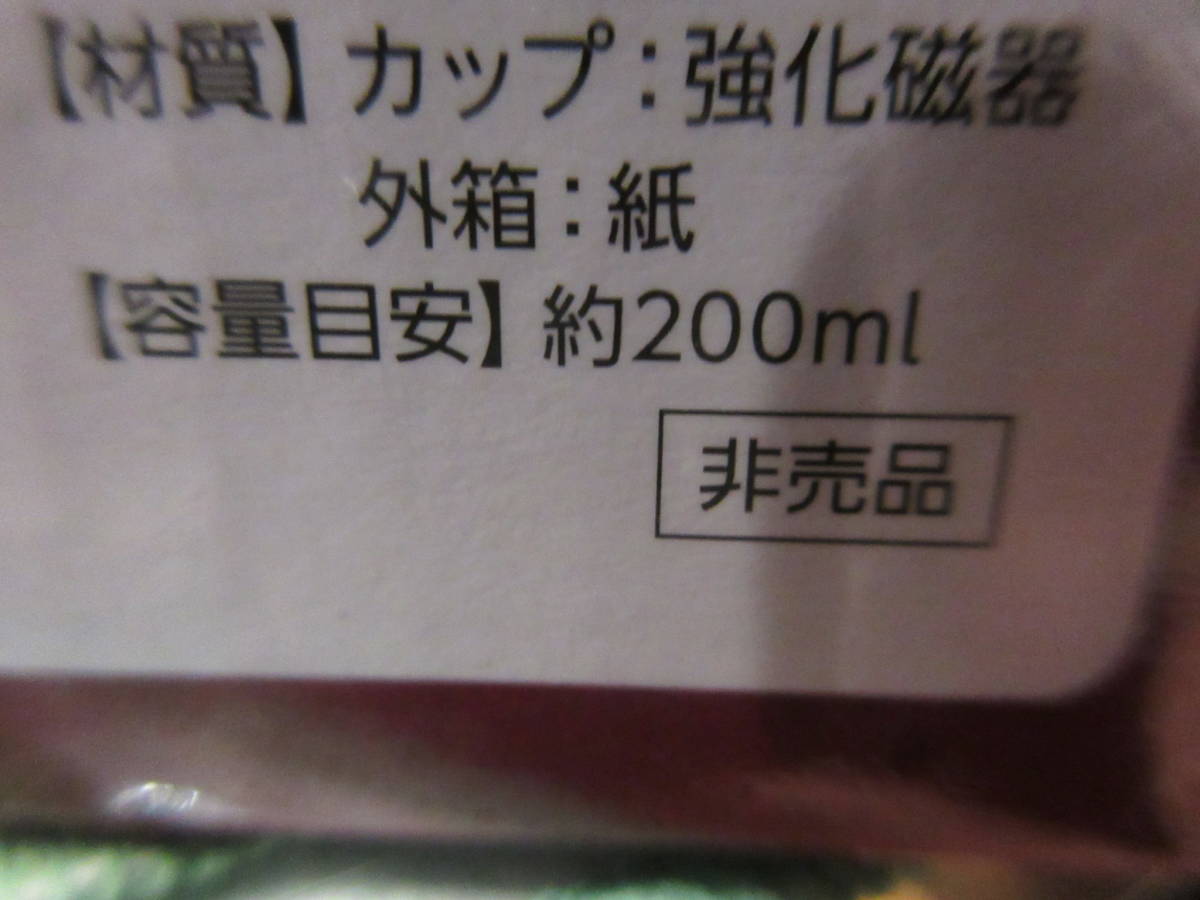 【材質】カップ：強化磁器
外箱：紙
【容量目安】約200ml
非売品